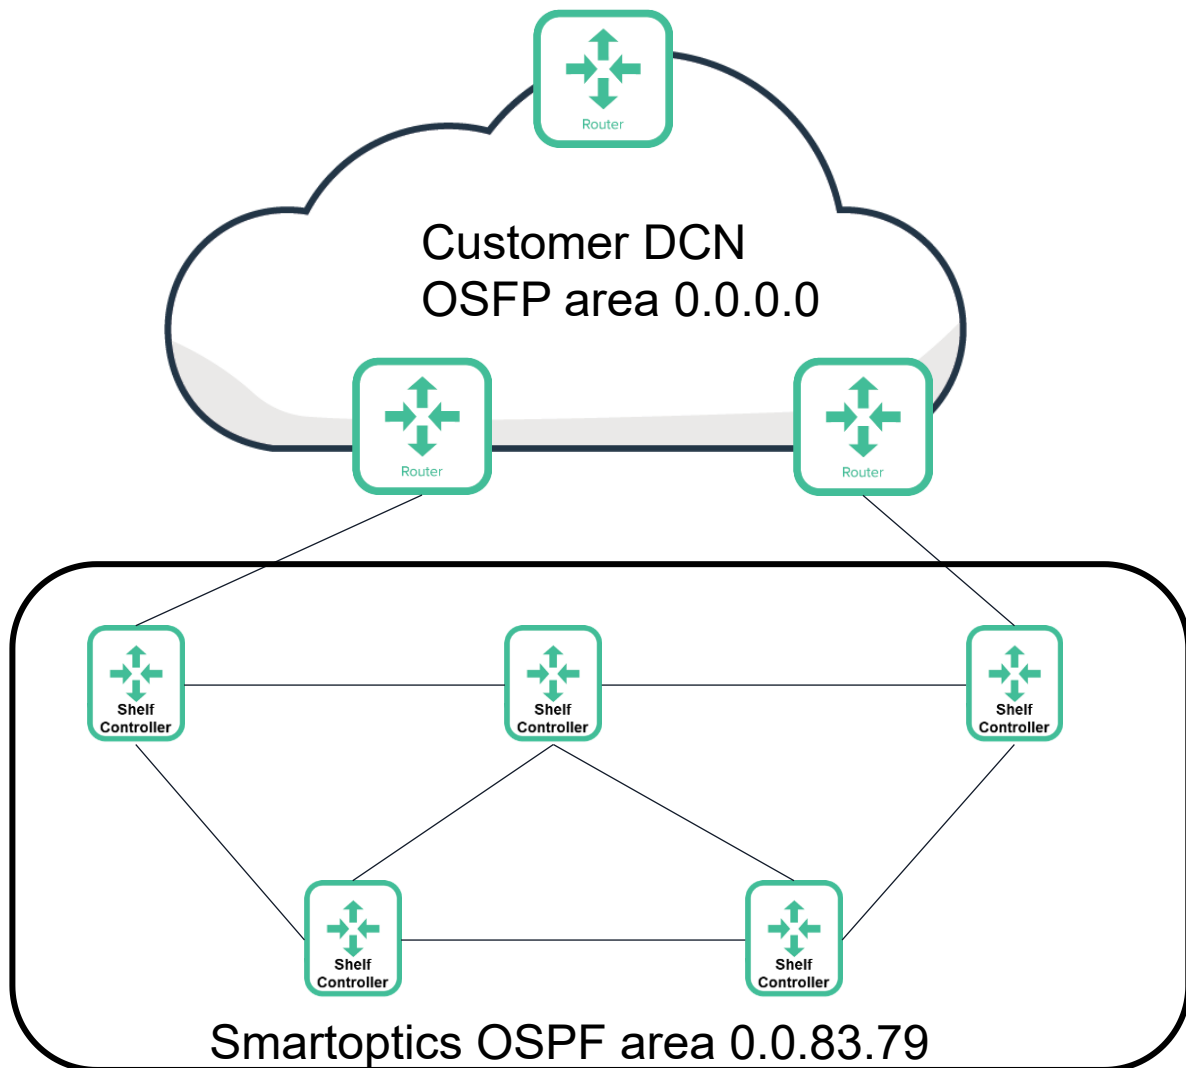 Router
Customer DCN
OSFP area 0.0.0.0
Router
Router
Shelf
Controller
Shelf
Controller
Shelf
Controller
Shelf
Controller
Shelf
Controller
Smartoptics OSPF area 0.0.83.79